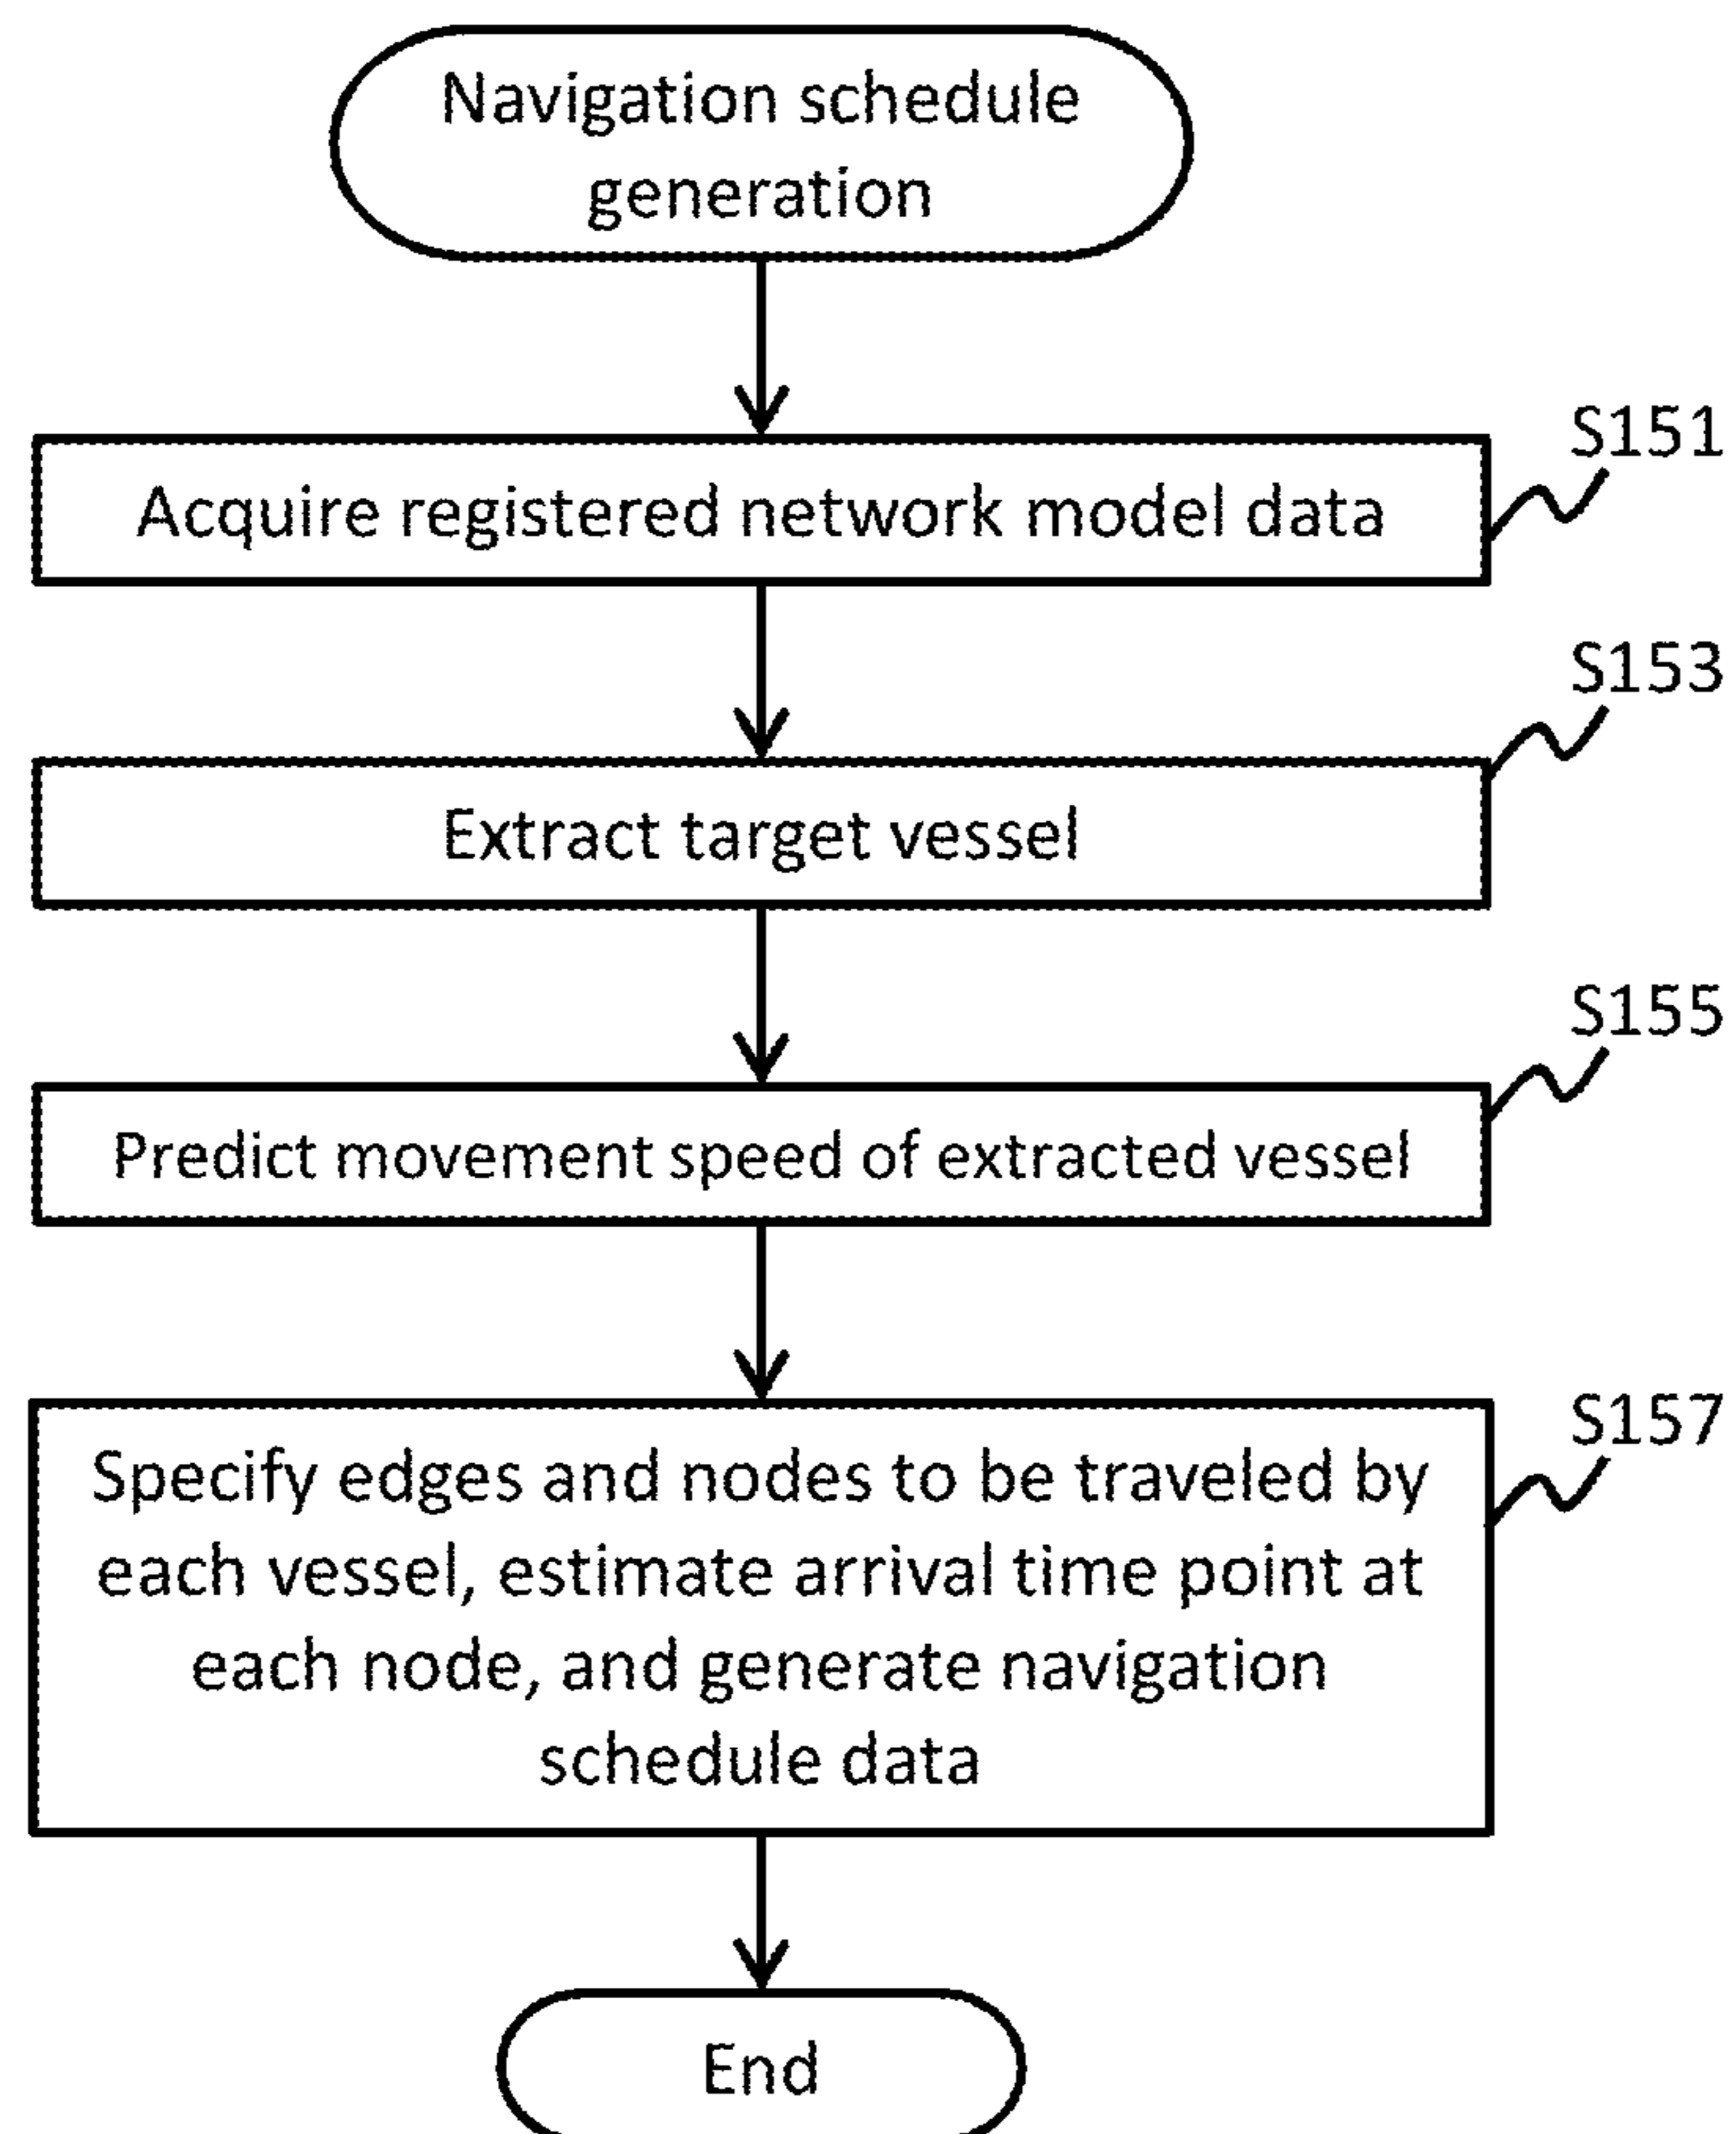 Navigation schedule
generation
S151
Acquire registered network model data
S153
Extract target vessel
S155
Predict movement speed of extracted vessel
S157
Specify edges and nodes to be traveled by
each vessel, estimate arrival time point at
each node, and generate navigation
schedule data
End